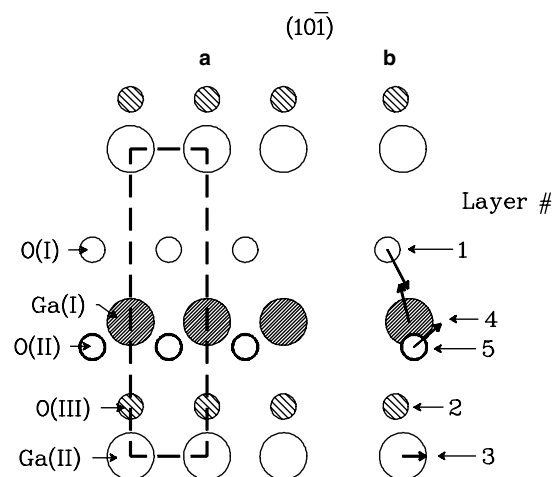 (101̅)
a b
Layer #
O(I) 1
Ga(I) 4
O(II) 5
O(III) 2
Ga(II) 3